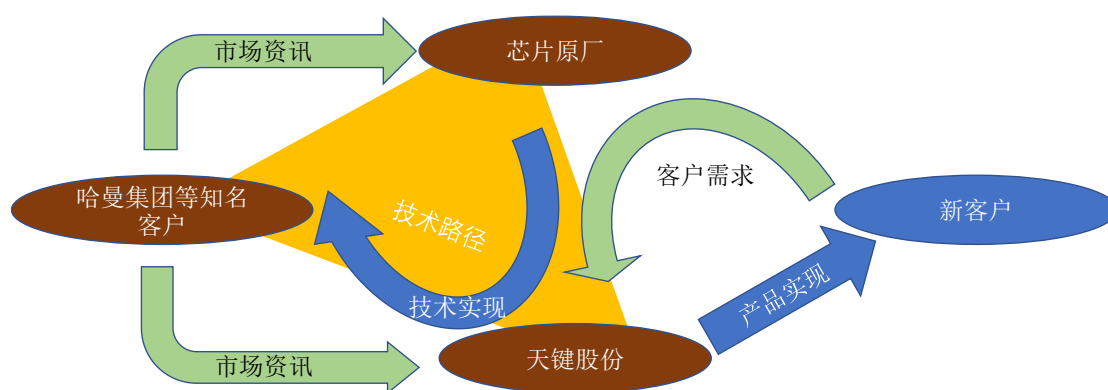 市场资讯
芯片原厂
客户需求
哈曼集团等知名
客户
技术路径
新客户
技术实现
产品实现
市场资讯
天键股份